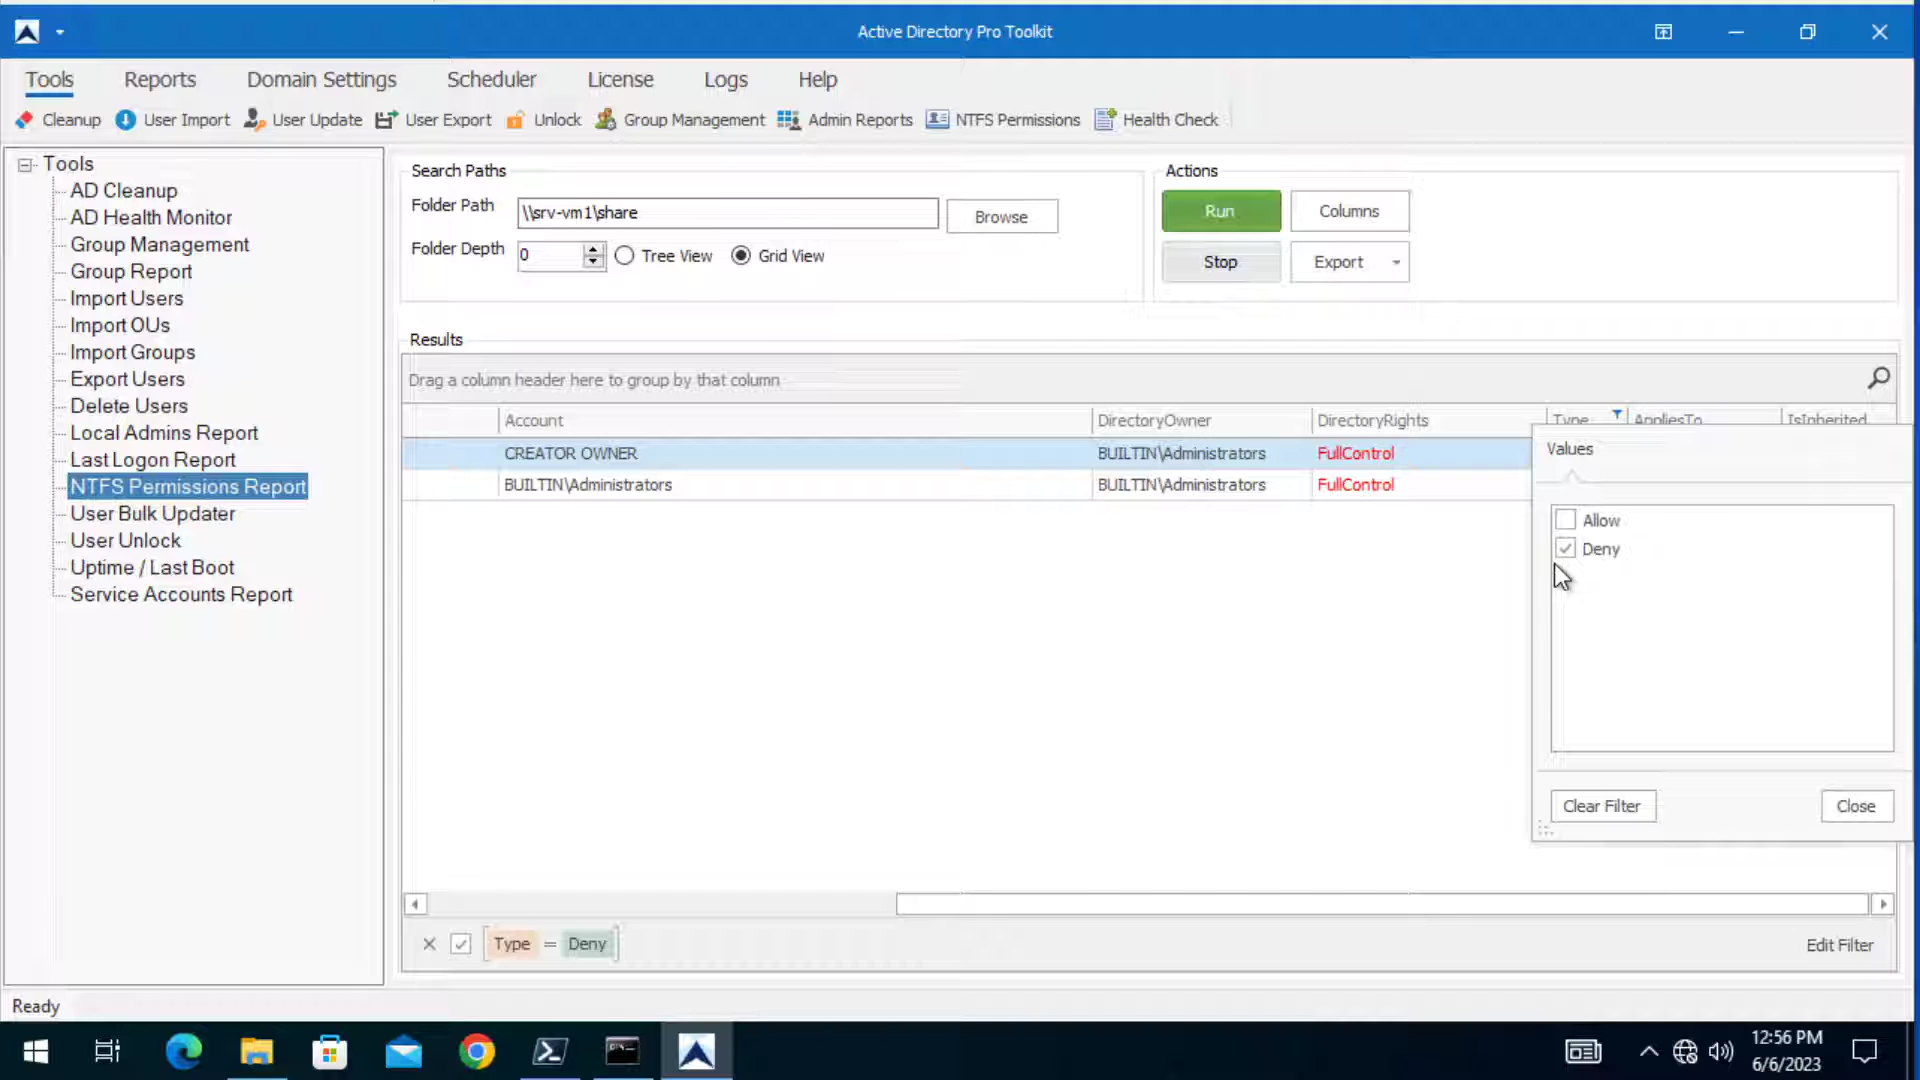 Active Directory Pro Toolkit
Tools Reports Domain Settings Scheduler License Logs Help
Cleanup User Import User Update User Export Unlock Group Management Admin Reports NTFS Permissions Health Check
Tools
AD Cleanup
AD Health Monitor
Group Management
Group Report
Import Users
Import OUs
Import Groups
Export Users
Delete Users
Local Admins Report
Last Logon Report
NTFS Permissions Report
User Bulk Updater
User Unlock
Uptime / Last Boot
Service Accounts Report
Search Paths
Folder Path \\srv-vm1\share Browse
Folder Depth 0 Tree View Grid View
Actions
Run Columns
Stop Export
Results
Drag a column header here to group by that column
Account DirectoryOwner DirectoryRights Type AppliesTo IsInherited
CREATOR OWNER BUILTIN\Administrators FullControl
BUILTIN\Administrators BUILTIN\Administrators FullControl
Values
Allow
Deny
Clear Filter Close
Type = Deny Edit Filter
Ready
12:56 PM
6/6/2023